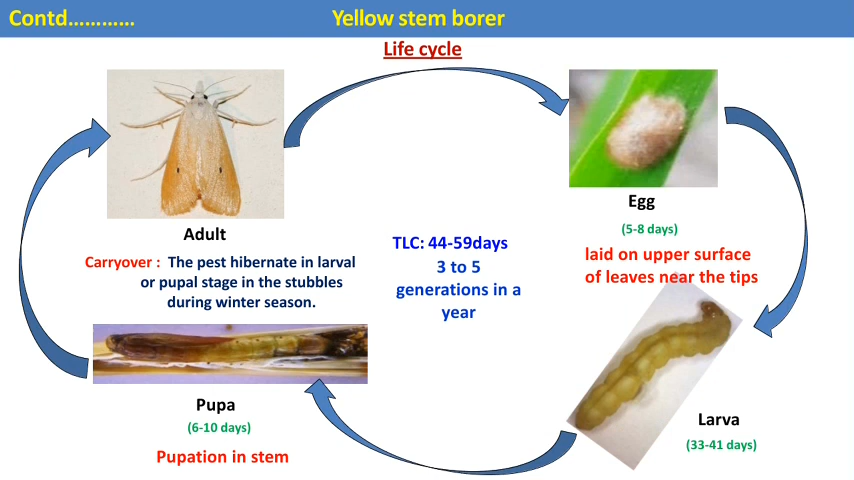 Contd…………
Yellow stem borer
Life cycle
Adult
Carryover : The pest hibernate in larval
or pupal stage in the stubbles
during winter season.
TLC: 44-59days
3 to 5
generations in a
year
Egg
(5-8 days)
laid on upper surface
of leaves near the tips
Larva
(33-41 days)
Pupa
(6-10 days)
Pupation in stem